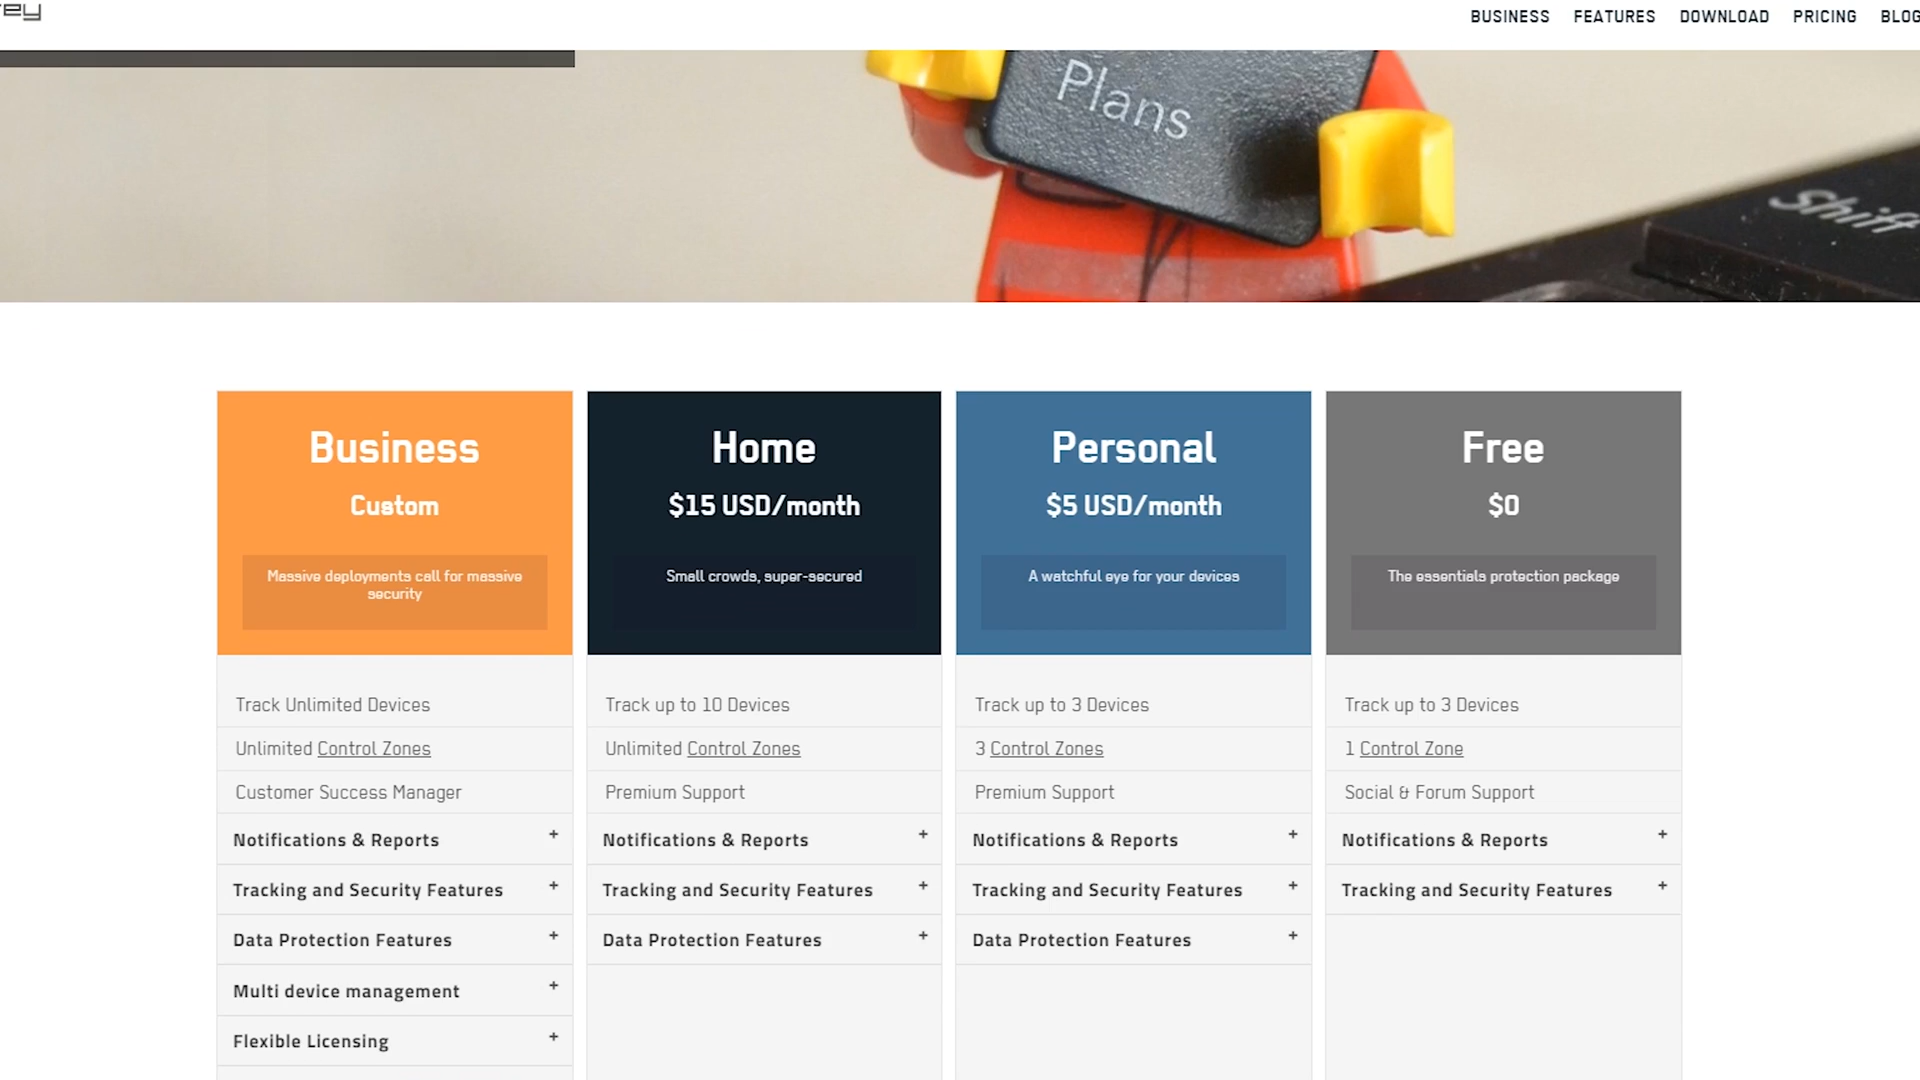 BUSINESS FEATURES DOWNLOAD PRICING BLOG
Plans
Shift
Business
Custom
Massive deployments call for massive
security
Track Unlimited Devices
Unlimited Control Zones
Customer Success Manager
Notifications & Reports +
Tracking and Security Features +
Data Protection Features +
Multi device management +
Flexible Licensing +
Home
$15 USD/month
Small crowds, super-secured
Track up to 10 Devices
Unlimited Control Zones
Premium Support
Notifications & Reports +
Tracking and Security Features +
Data Protection Features +
Personal
$5 USD/month
A watchful eye for your devices
Track up to 3 Devices
3 Control Zones
Premium Support
Notifications & Reports +
Tracking and Security Features +
Data Protection Features +
Free
$0
The essentials protection package
Track up to 3 Devices
1 Control Zone
Social & Forum Support
Notifications & Reports +
Tracking and Security Features +